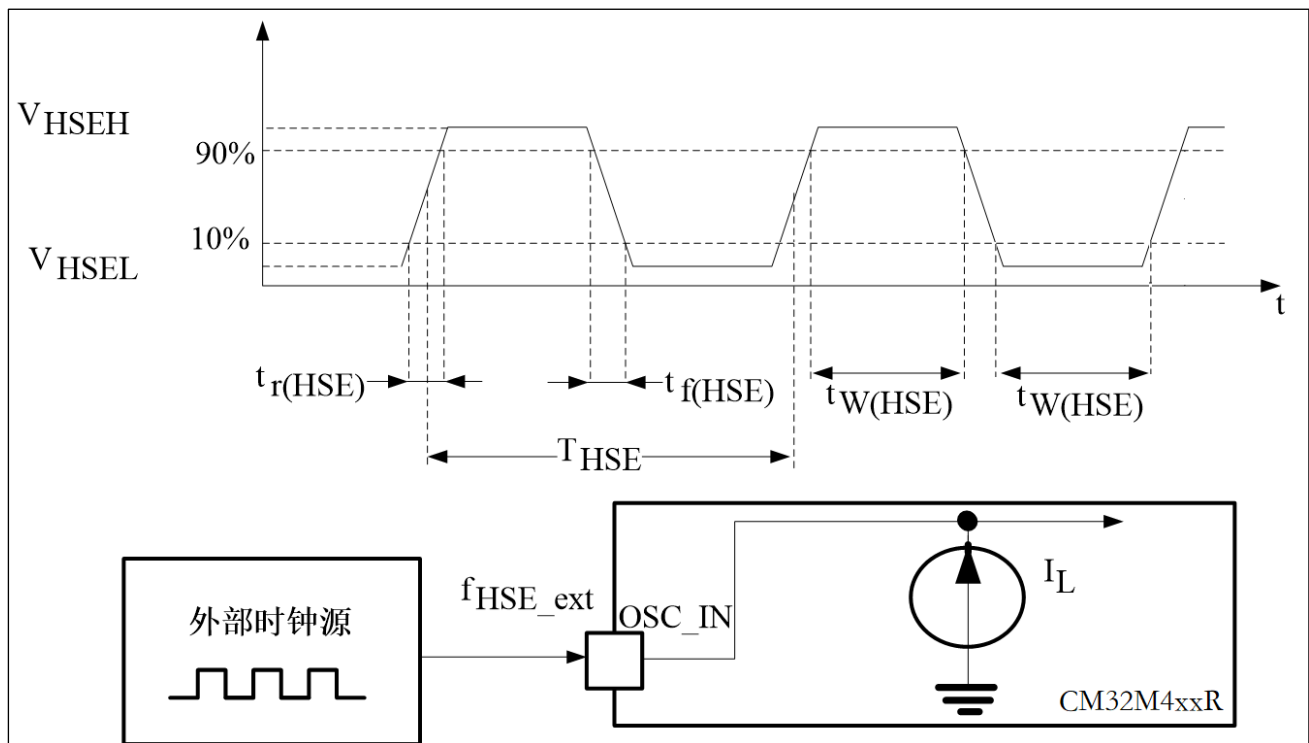 VHSEH
90%
10%
VHSEL
t
tr(HSE)
tf(HSE)
tW(HSE)
tW(HSE)
THSE
外部时钟源
fHSE_ext
OSC_IN
IL
CM32M4xxR